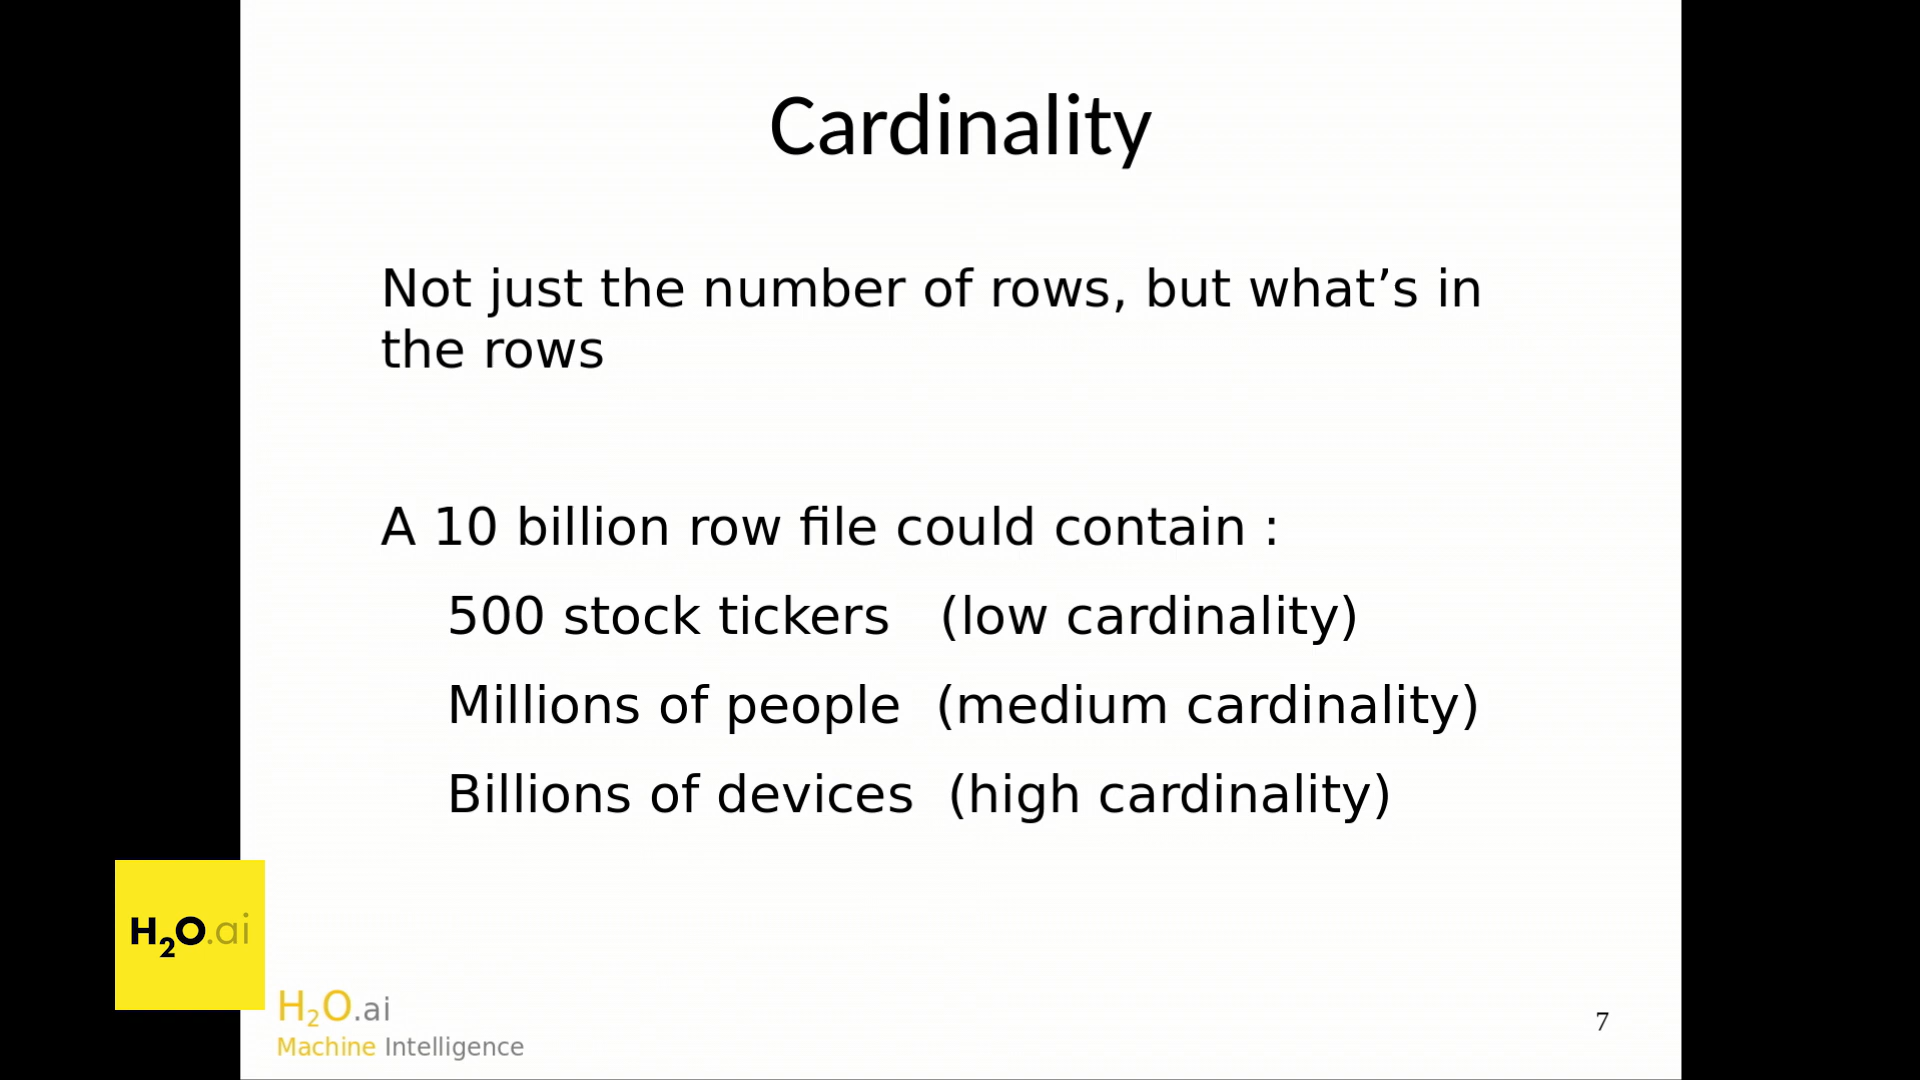 Cardinality
Not just the number of rows, but what’s in
the rows
A 10 billion row file could contain :
500 stock tickers (low cardinality)
Millions of people (medium cardinality)
Billions of devices (high cardinality)
H2O.ai
H2O.ai
Machine Intelligence
7